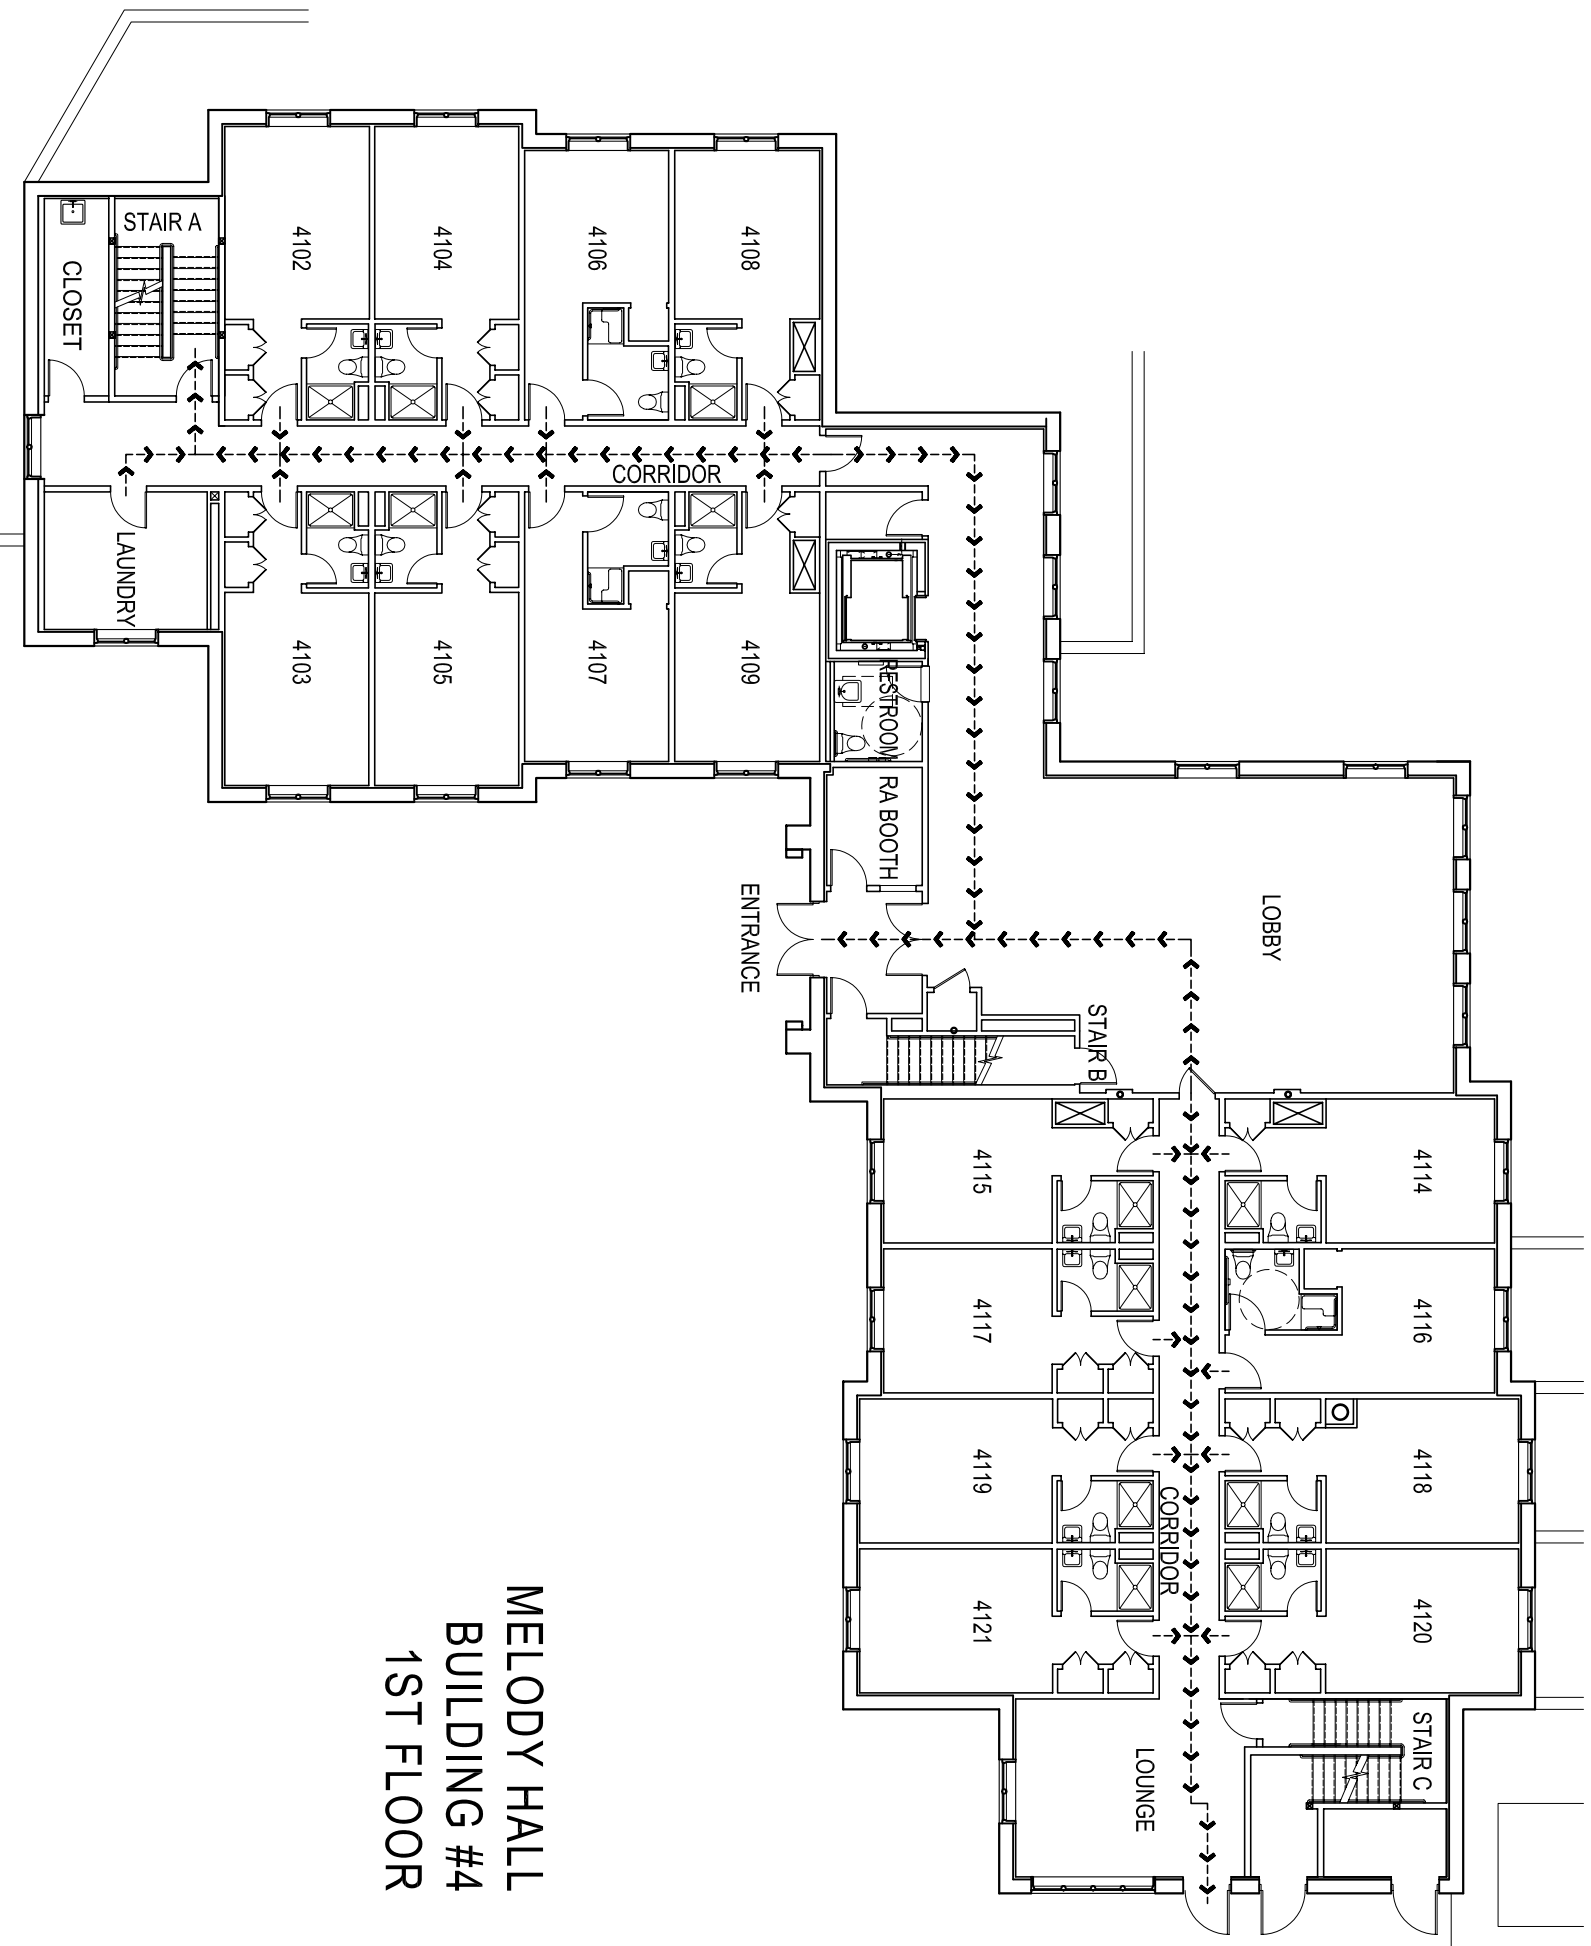 STAIR A
CLOSET
4102
4104
4106
4108
CORRIDOR
LAUNDRY
4103
4105
4107
4109
RESTROOM
RA BOOTH
ENTRANCE
LOBBY
STAIR B
4115
4114
4117
4116
4119
4118
CORRIDOR
4121
4120
STAIR C
LOUNGE
MELODY HALL
BUILDING #4
1ST FLOOR